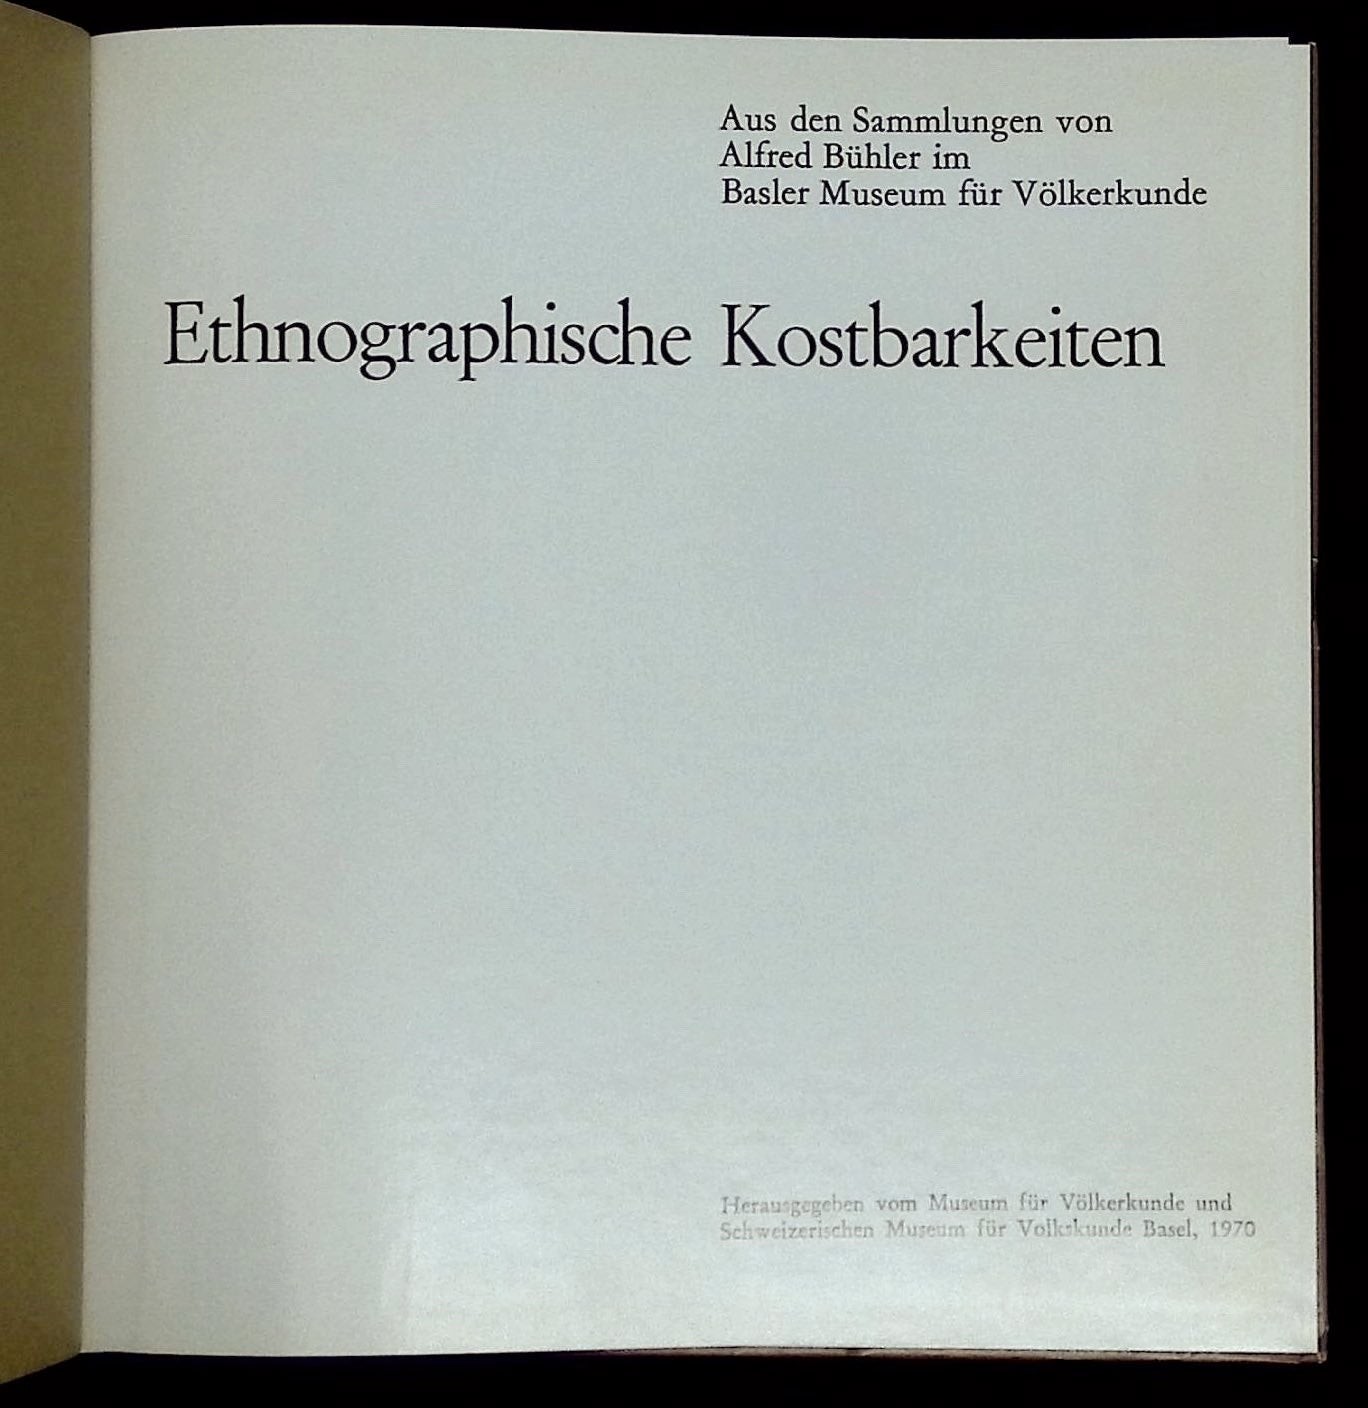 Aus den Sammlungen von
Alfred Bühler im
Basler Museum für Völkerkunde
Ethnographische Kostbarkeiten
Herausgegeben vom Museum für Völkerkunde und
Schweizerischen Museum für Volkskunde Basel, 1970